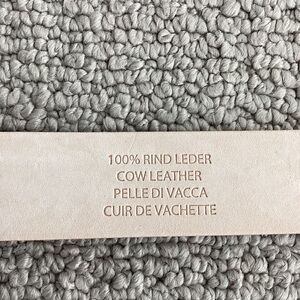 100% RIND LEDER
COW LEATHER
PELLE DI VACCA
CUIR DE VACHETTE